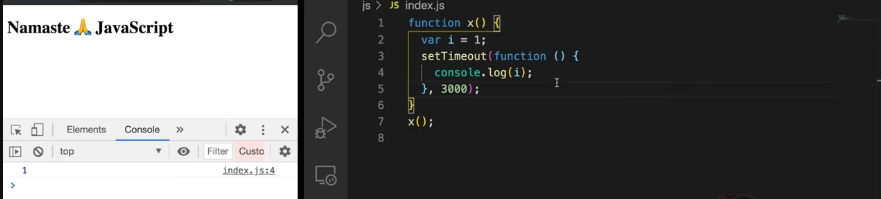 Namaste 🙏 JavaScript
Elements Console »
top Filter Custo
1 index.js:4
>
js > JS index.js
1 function x() {
2 var i = 1;
3 setTimeout(function () {
4 console.log(i);
5 }, 3000);
6 }
7 x();
8